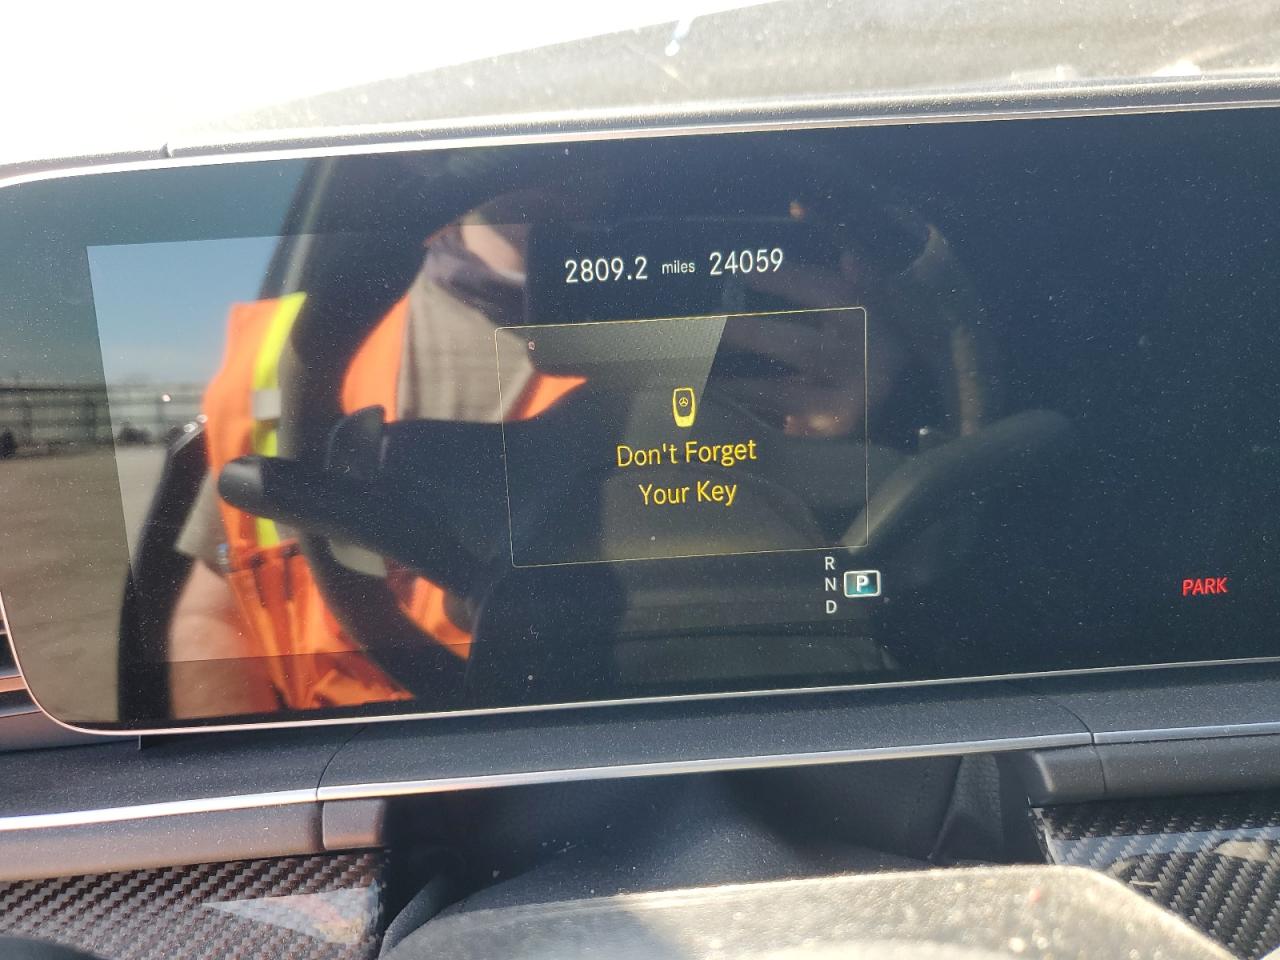 2809.2 miles 24059
Don't Forget
Your Key
R
N P
D
PARK